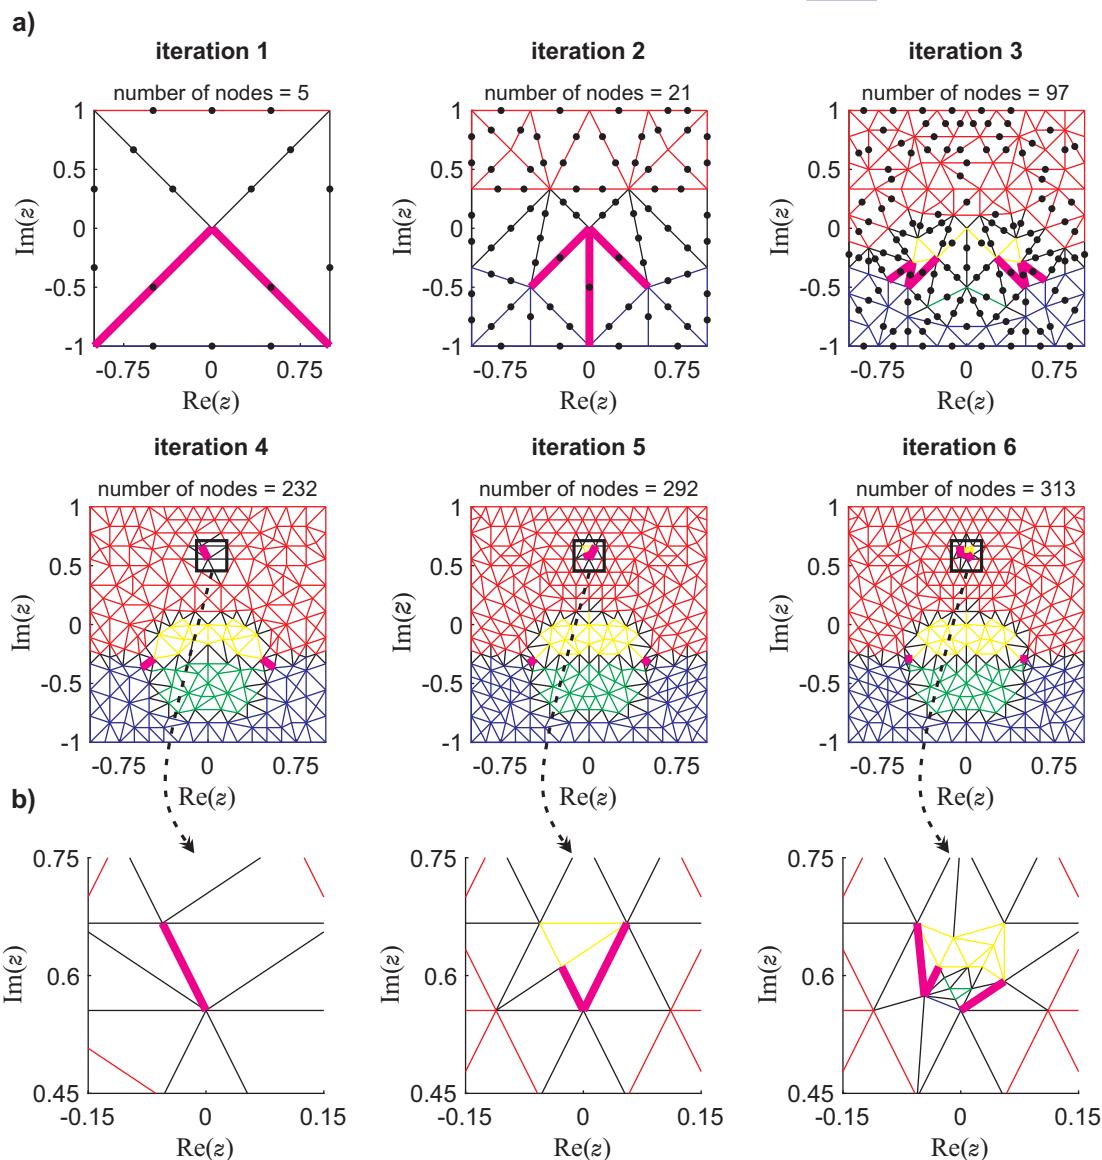 a)
iteration 1
iteration 2
iteration 3
number of nodes = 5
number of nodes = 21
number of nodes = 97
1
0.5
0
-0.5
-1
-0.75
0
0.75
Im(z)
Re(z)
1
0.5
0
-0.5
-1
-0.75
0
0.75
Im(z)
Re(z)
1
0.5
0
-0.5
-1
-0.75
0
0.75
Im(z)
Re(z)
iteration 4
iteration 5
iteration 6
number of nodes = 232
number of nodes = 292
number of nodes = 313
1
0.5
0
-0.5
-1
-0.75
0
0.75
Im(z)
Re(z)
1
0.5
0
-0.5
-1
-0.75
0
0.75
Im(z)
Re(z)
1
0.5
0
-0.5
-1
-0.75
0
0.75
Im(z)
Re(z)
b)
0.75
0.6
0.45
-0.15
0
0.15
Im(z)
Re(z)
0.75
0.6
0.45
-0.15
0
0.15
Im(z)
Re(z)
0.75
0.6
0.45
-0.15
0
0.15
Im(z)
Re(z)